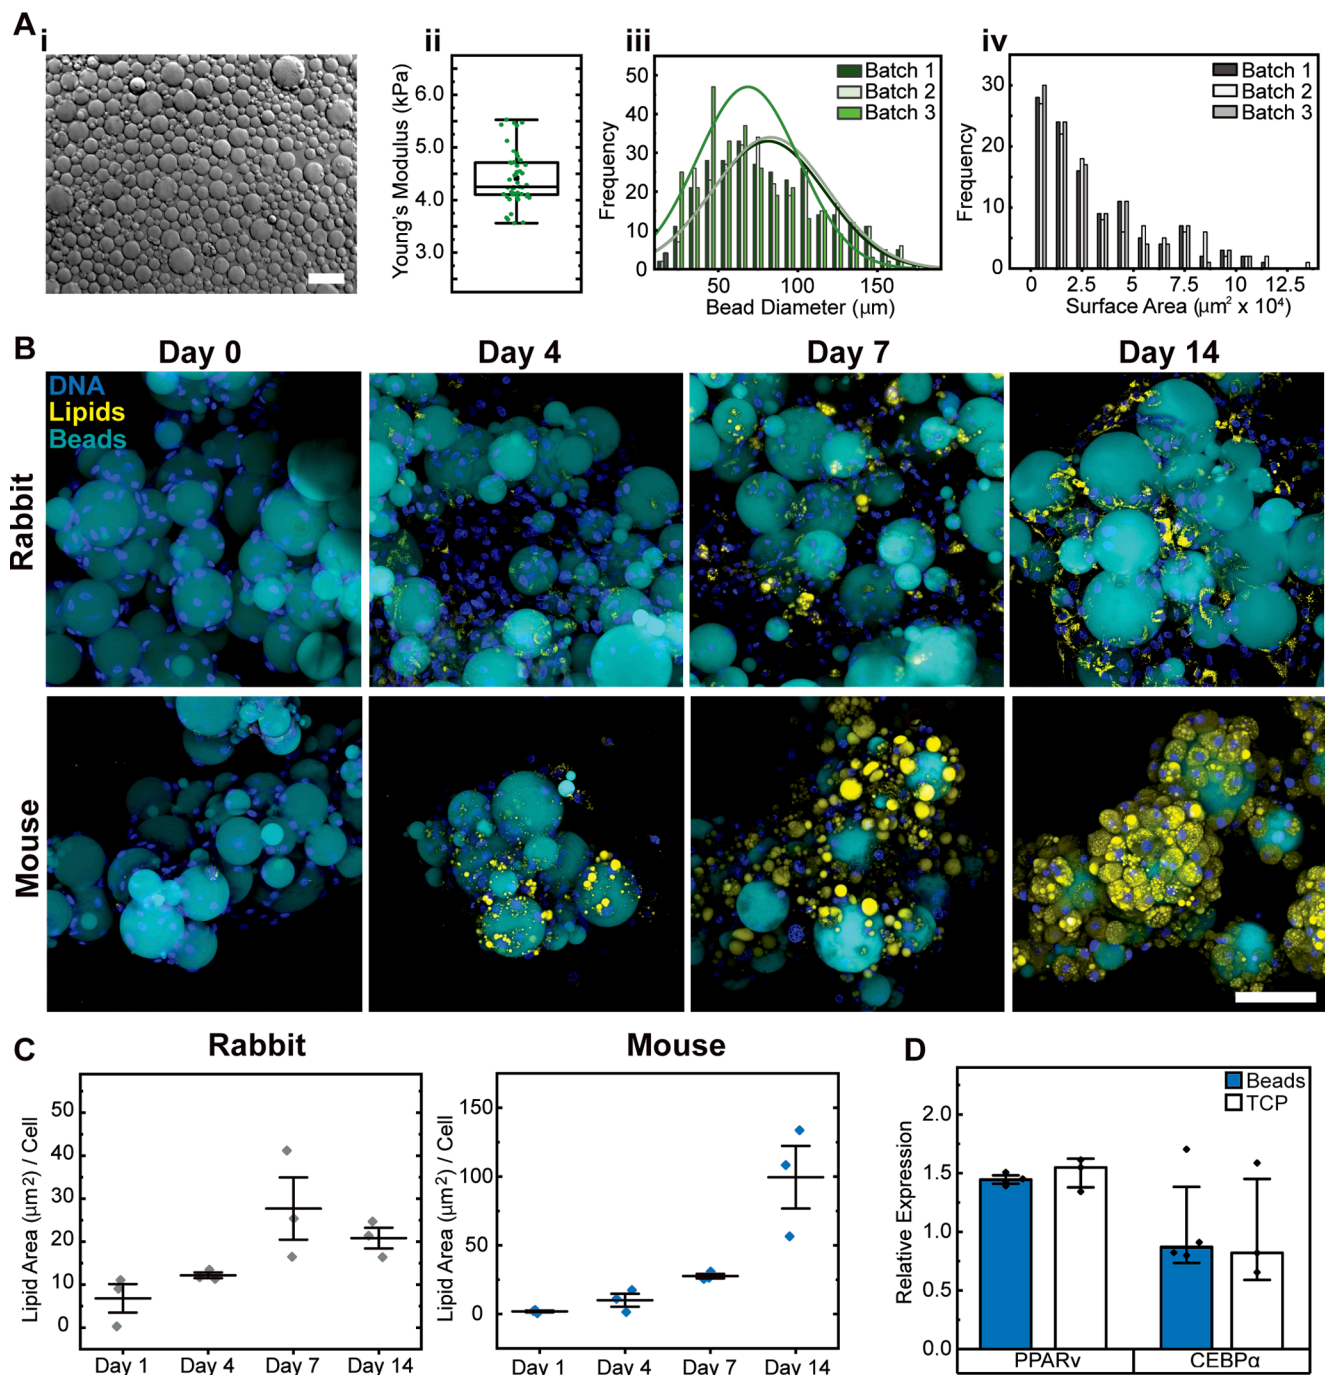 A
i
ii
iii
iv
Young's Modulus (kPa)
6.0
5.0
4.0
3.0
Frequency
50
40
30
20
10
0
Batch 1
Batch 2
Batch 3
50
100
150
Bead Diameter (µm)
Frequency
30
20
10
0
Batch 1
Batch 2
Batch 3
0
2.5
5
7.5
10
12.5
Surface Area (µm² x 10⁴)
B
Day 0
Day 4
Day 7
Day 14
DNA
Lipids
Beads
Rabbit
Mouse
C
Rabbit
Lipid Area (µm²) / Cell
50
40
30
20
10
0
Day 1
Day 4
Day 7
Day 14
Mouse
Lipid Area (µm²) / Cell
150
100
50
0
Day 1
Day 4
Day 7
Day 14
D
Relative Expression
2.0
1.5
1.0
0.5
0.0
Beads
TCP
PPARv
CEBPα